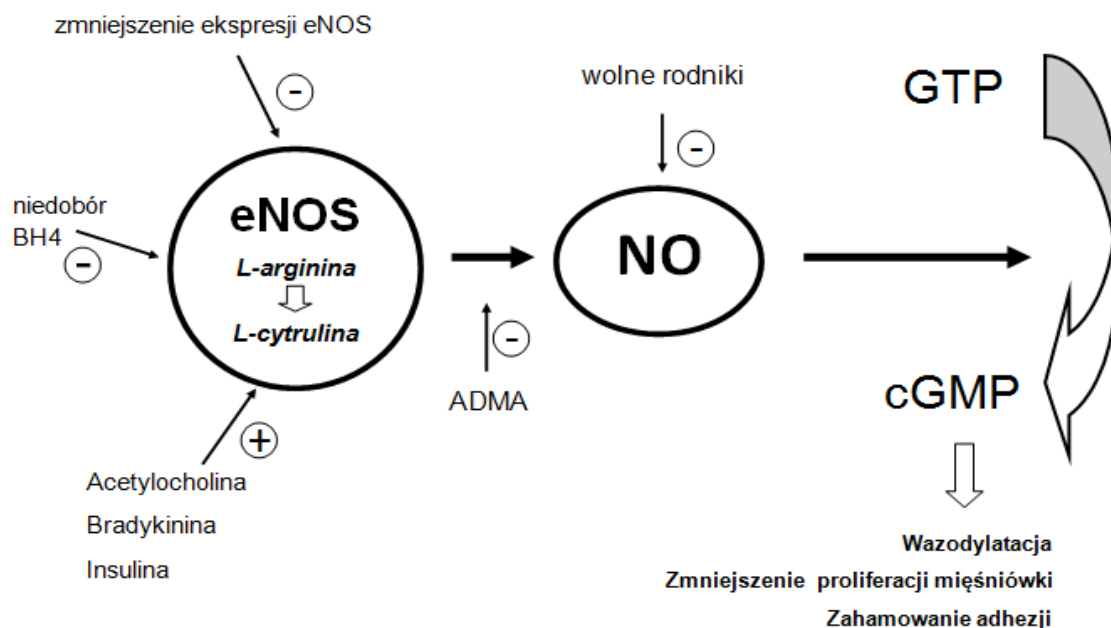 zmniejszenie ekspresji eNOS
-
wolne rodniki
-
GTP
niedobór
BH4
-
eNOS
L-arginina
L-cytrulina
NO
-
ADMA
cGMP
+
Acetylocholina
Bradykinina
Insulina
Wazodylatacja
Zmniejszenie proliferacji mięśniówki
Zahamowanie adhezji